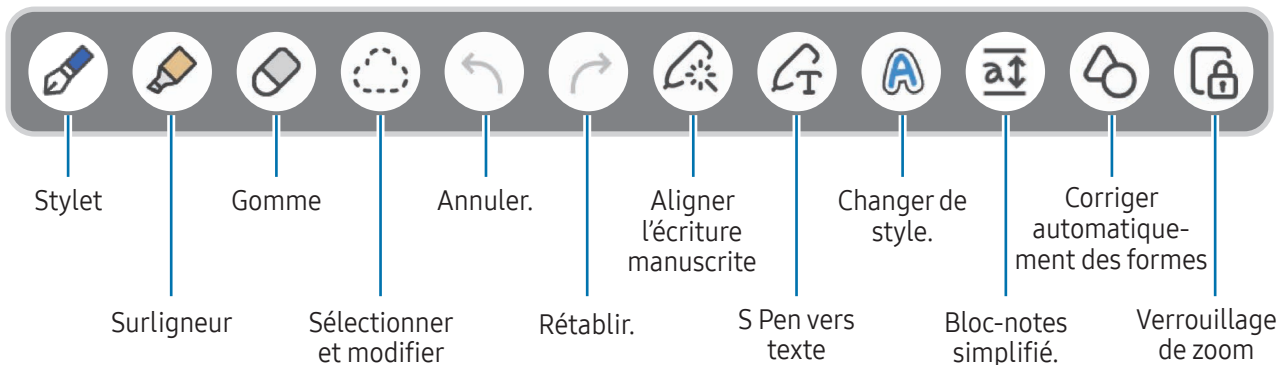 Stylet
Gomme
Annuler.
Aligner
l'écriture
manuscrite
Changer de
style.
Corriger
automatique-
ment des formes
Surligneur
Sélectionner
et modifier
Rétablir.
S Pen vers
texte
Bloc-notes
simplifié.
Verrouillage
de zoom
T
A
a